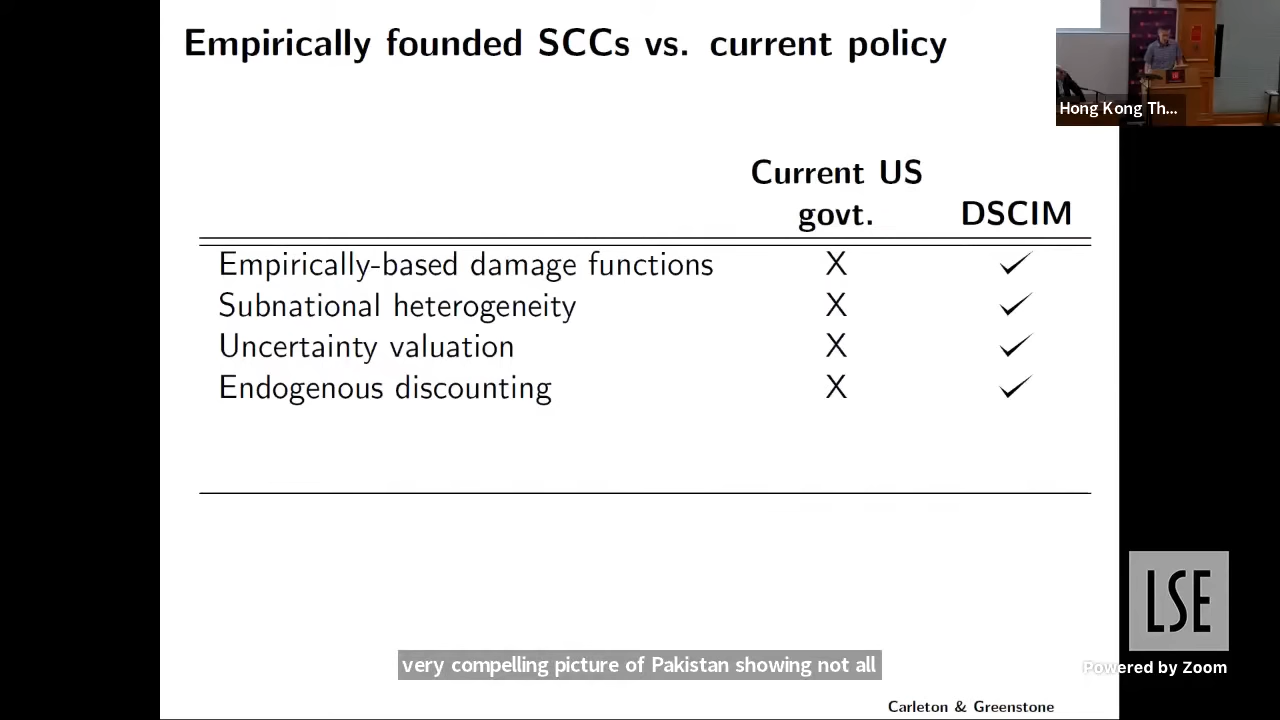 Empirically founded SCCs vs. current policy
Hong Kong Th...
Current US
govt. DSCIM
Empirically-based damage functions X ✓
Subnational heterogeneity X ✓
Uncertainty valuation X ✓
Endogenous discounting X ✓
LSE
very compelling picture of Pakistan showing not all
Powered by Zoom
Carleton & Greenstone